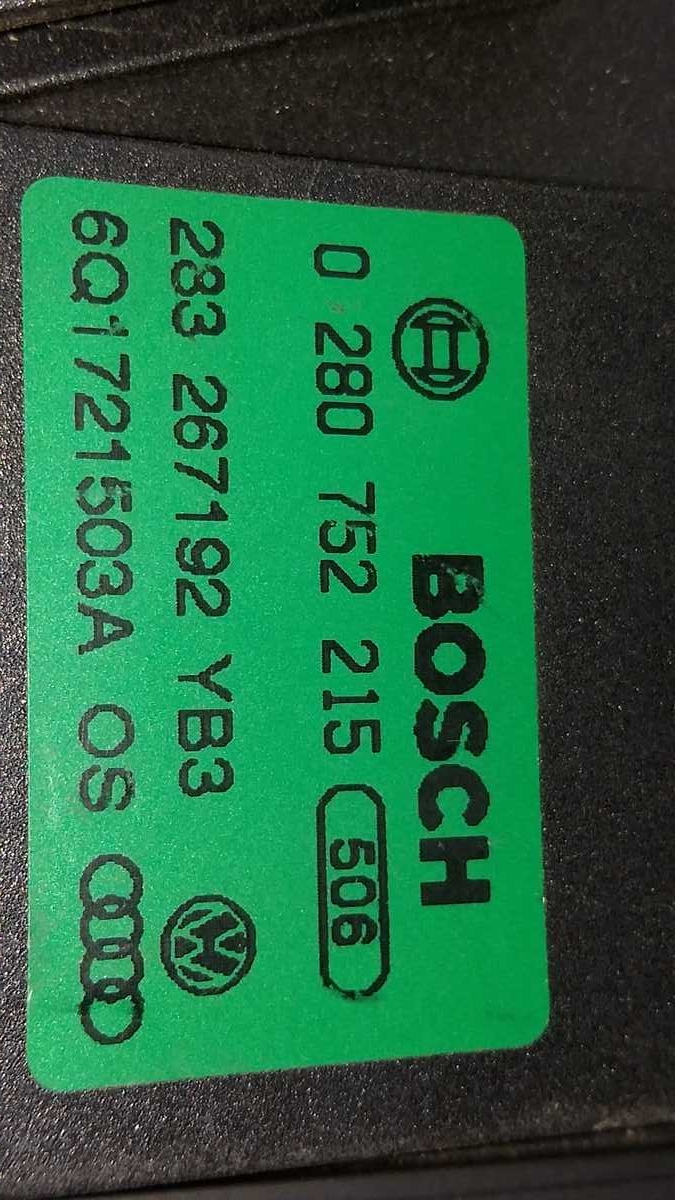 BOSCH
0 280 752 215 506
283 267192 YB3
6Q1721503A OS